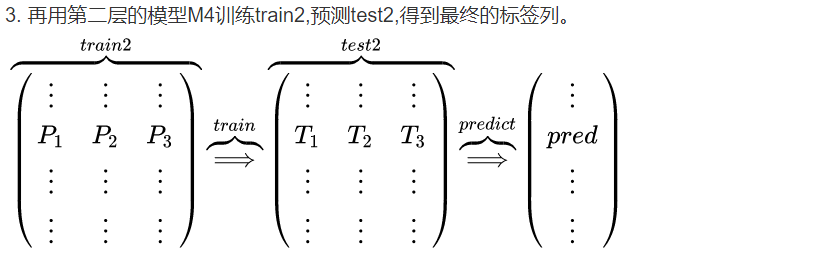 3. 再用第二层的模型M4训练train2,预测test2,得到最终的标签列。
train2 test2
⋮ ⋮ ⋮ ⋮ ⋮ ⋮ ⋮
P₁ P₂ P₃ train ⟹ T₁ T₂ T₃ predict ⟹ pred
⋮ ⋮ ⋮ ⋮ ⋮ ⋮ ⋮
⋮ ⋮ ⋮ ⋮ ⋮ ⋮ ⋮